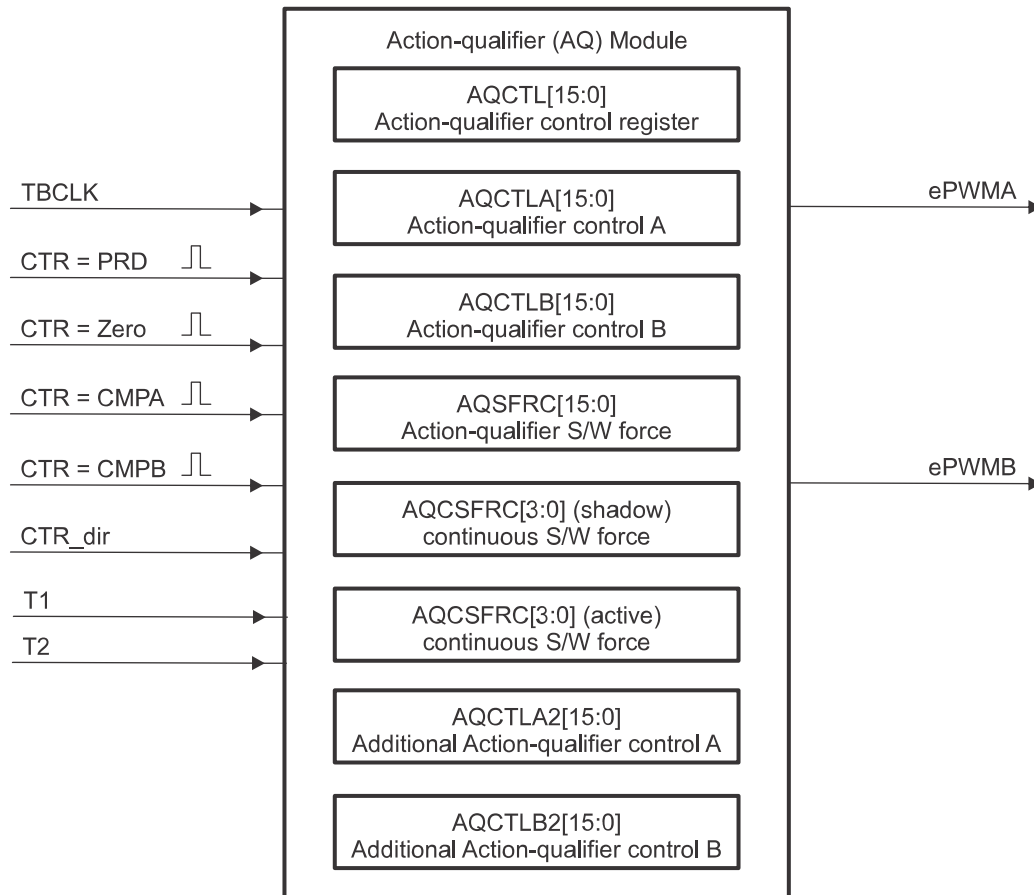 Action-qualifier (AQ) Module
AQCTL[15:0]
Action-qualifier control register
TBCLK
AQCTLA[15:0]
Action-qualifier control A
ePWMA
CTR = PRD
CTR = Zero
AQCTLB[15:0]
Action-qualifier control B
CTR = CMPA
AQSFRC[15:0]
Action-qualifier S/W force
CTR = CMPB
ePWMB
AQCSFRC[3:0] (shadow)
continuous S/W force
CTR_dir
T1
AQCSFRC[3:0] (active)
continuous S/W force
T2
AQCTLA2[15:0]
Additional Action-qualifier control A
AQCTLB2[15:0]
Additional Action-qualifier control B